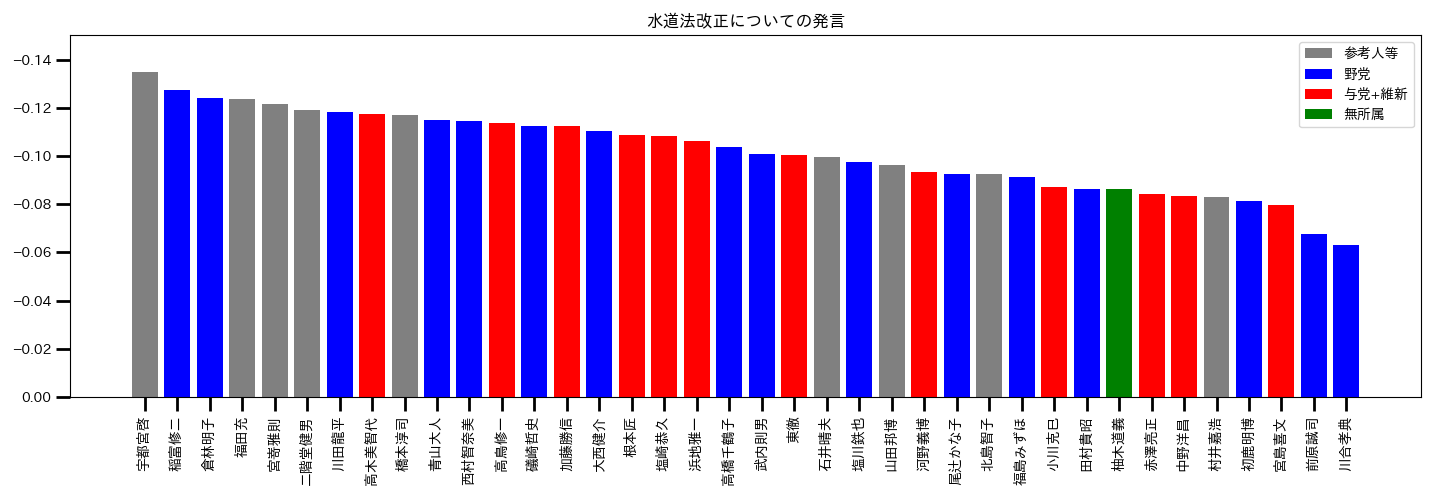 水道法改正についての発言
−0.14
−0.12
−0.10
−0.08
−0.06
−0.04
−0.02
0.00
参考人等
野党
与党+維新
無所属
宇都宮啓
稲富修二
倉林明子
福田充
宮嵜雅則
二階堂健男
川田龍平
高木美智代
橋本淳司
青山大人
西村智奈美
高鳥修一
礒崎哲史
加藤勝信
大西健介
根本匠
塩崎恭久
浜地雅一
高橋千鶴子
武内則男
東徹
石井晴夫
塩川鉄也
山田邦博
河野義博
尾辻かな子
北島智子
福島みずほ
小川克巳
田村貴昭
柚木道義
赤澤亮正
中野洋昌
村井嘉浩
初鹿明博
宮島喜文
前原誠司
川合孝典